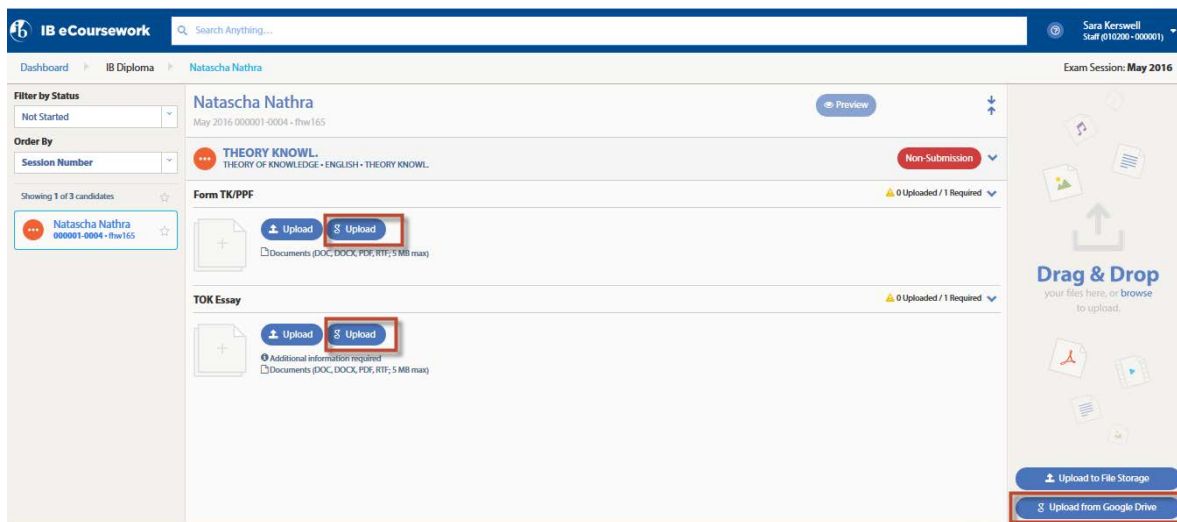 IB eCoursework
Search Anything...
Sara Kerswell
Staff (010200 - 000001)
Dashboard
IB Diploma
Natascha Nathra
Exam Session: May 2016
Filter by Status
Not Started
Order By
Session Number
Showing 1 of 3 candidates
Natascha Nathra
000001-0004 • fhw165
Natascha Nathra
May 2016 000001-0004 • fhw165
Preview
THEORY KNOWL.
THEORY OF KNOWLEDGE • ENGLISH • THEORY KNOWL.
Non-Submission
Form TK/PPF
0 Uploaded / 1 Required
Upload
Upload
Documents (DOC, DOCX, PDF, RTF; 5 MB max)
TOK Essay
0 Uploaded / 1 Required
Upload
Upload
Additional information required
Documents (DOC, DOCX, PDF, RTF; 5 MB max)
Drag & Drop
your files here, or browse
to upload.
Upload to File Storage
Upload from Google Drive